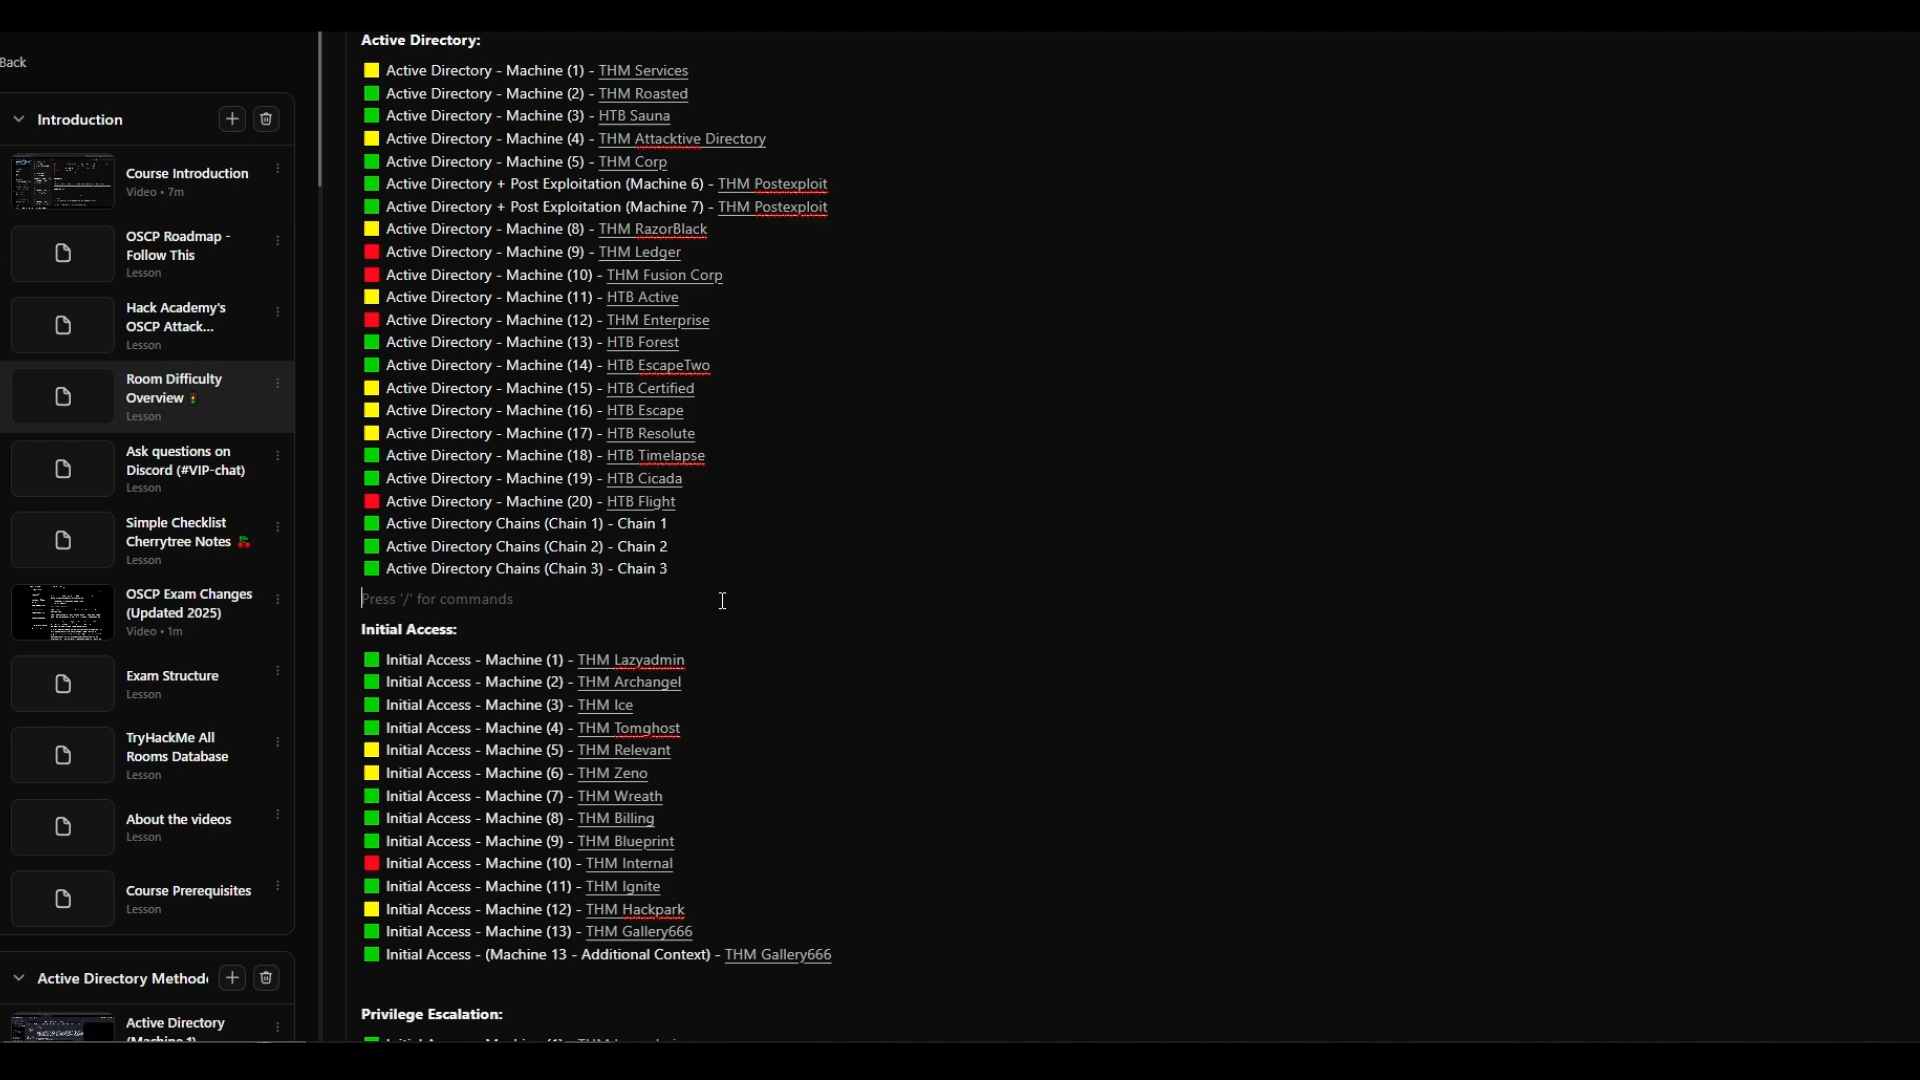 Back
Introduction
Course Introduction
Video • 7m
OSCP Roadmap -
Follow This
Lesson
Hack Academy's
OSCP Attack...
Lesson
Room Difficulty
Overview 🚦
Lesson
Ask questions on
Discord (#VIP-chat)
Lesson
Simple Checklist
Cherrytree Notes 🍒
Lesson
OSCP Exam Changes
(Updated 2025)
Video • 1m
Exam Structure
Lesson
TryHackMe All
Rooms Database
Lesson
About the videos
Lesson
Course Prerequisites
Lesson
Active Directory Method
Active Directory
(Machine 1)
Active Directory:
🟨 Active Directory - Machine (1) - THM Services
🟩 Active Directory - Machine (2) - THM Roasted
🟩 Active Directory - Machine (3) - HTB Sauna
🟨 Active Directory - Machine (4) - THM Attacktive Directory
🟩 Active Directory - Machine (5) - THM Corp
🟩 Active Directory + Post Exploitation (Machine 6) - THM Postexploit
🟩 Active Directory + Post Exploitation (Machine 7) - THM Postexploit
🟨 Active Directory - Machine (8) - THM RazorBlack
🟥 Active Directory - Machine (9) - THM Ledger
🟥 Active Directory - Machine (10) - THM Fusion Corp
🟨 Active Directory - Machine (11) - HTB Active
🟥 Active Directory - Machine (12) - THM Enterprise
🟩 Active Directory - Machine (13) - HTB Forest
🟩 Active Directory - Machine (14) - HTB EscapeTwo
🟨 Active Directory - Machine (15) - HTB Certified
🟨 Active Directory - Machine (16) - HTB Escape
🟨 Active Directory - Machine (17) - HTB Resolute
🟩 Active Directory - Machine (18) - HTB Timelapse
🟩 Active Directory - Machine (19) - HTB Cicada
🟥 Active Directory - Machine (20) - HTB Flight
🟩 Active Directory Chains (Chain 1) - Chain 1
🟩 Active Directory Chains (Chain 2) - Chain 2
🟩 Active Directory Chains (Chain 3) - Chain 3
Press '/' for commands
Initial Access:
🟩 Initial Access - Machine (1) - THM Lazyadmin
🟩 Initial Access - Machine (2) - THM Archangel
🟩 Initial Access - Machine (3) - THM Ice
🟩 Initial Access - Machine (4) - THM Tomghost
🟨 Initial Access - Machine (5) - THM Relevant
🟨 Initial Access - Machine (6) - THM Zeno
🟩 Initial Access - Machine (7) - THM Wreath
🟩 Initial Access - Machine (8) - THM Billing
🟩 Initial Access - Machine (9) - THM Blueprint
🟥 Initial Access - Machine (10) - THM Internal
🟩 Initial Access - Machine (11) - THM Ignite
🟨 Initial Access - Machine (12) - THM Hackpark
🟩 Initial Access - Machine (13) - THM Gallery666
🟩 Initial Access - (Machine 13 - Additional Context) - THM Gallery666
Privilege Escalation: